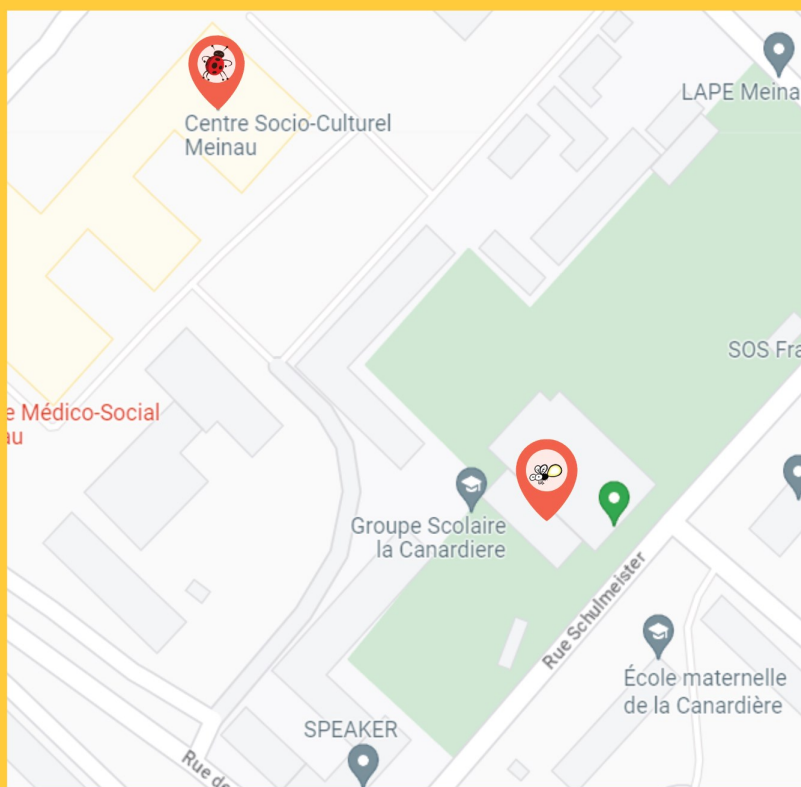 LAPE Meina
Centre Socio-Culturel
Meinau
SOS Fra
e Médico-Social
au
Groupe Scolaire
la Canardiere
Rue Schulmeister
École maternelle
de la Canardière
SPEAKER
Rue de